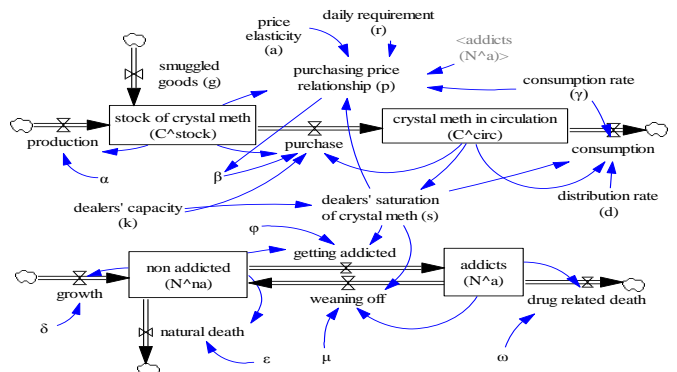 price
elasticity (a)
daily requirement
(r)
<addicts
(N^a)>
smuggled
goods (g)
purchasing price
relationship (p)
consumption rate
(γ)
stock of crystal meth
(C^stock)
crystal meth in circulation
(C^circ)
production
purchase
consumption
α
β
dealers' capacity
(k)
dealers' saturation
of crystal meth (s)
distribution rate
(d)
φ
getting addicted
non addicted
(N^na)
addicts
(N^a)
growth
weaning off
drug related death
δ
natural death
ε
μ
ω